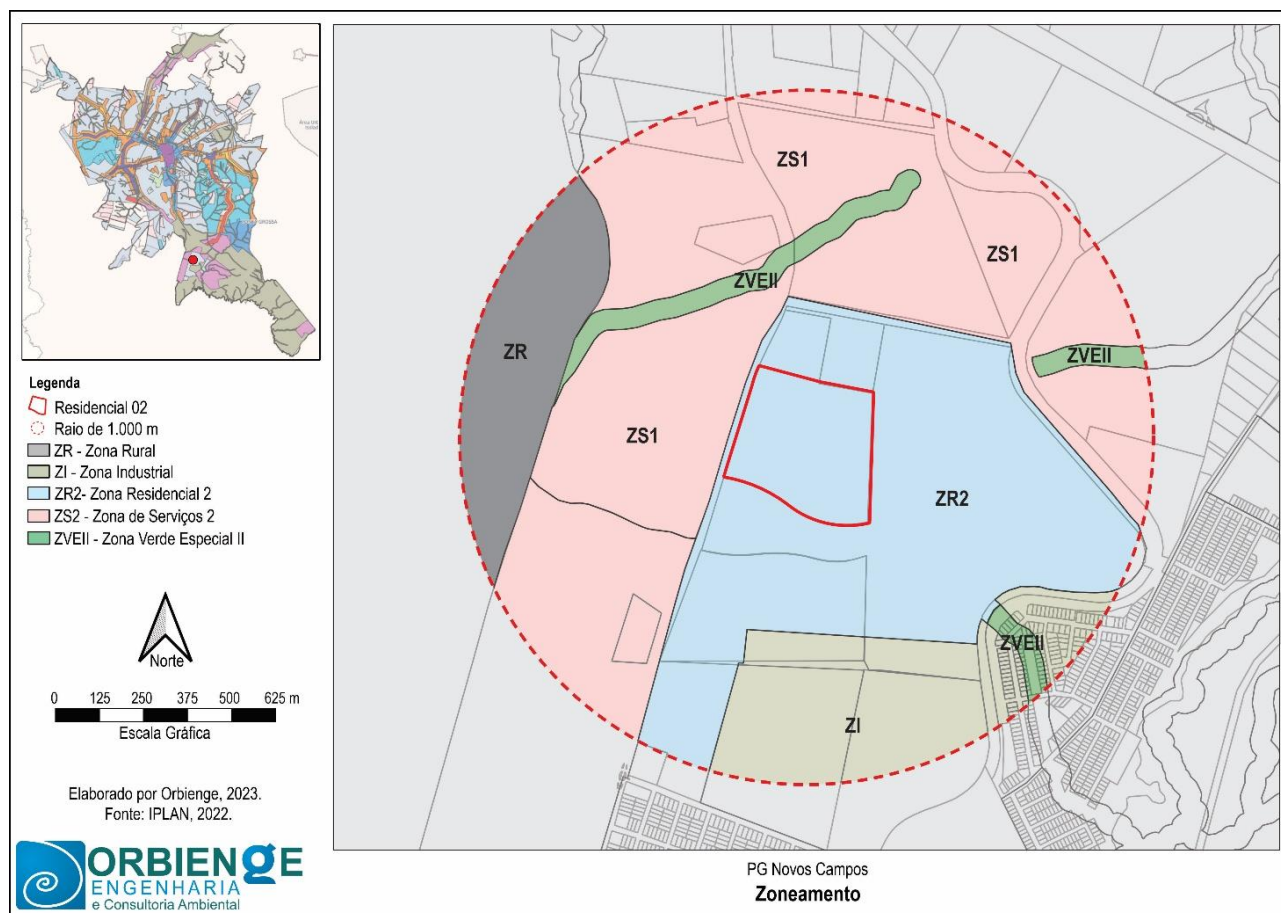 Legenda
Residencial 02
Raio de 1.000 m
ZR - Zona Rural
ZI - Zona Industrial
ZR2- Zona Residencial 2
ZS2 - Zona de Serviços 2
ZVEII - Zona Verde Especial II
Norte
0 125 250 375 500 625 m
Escala Gráfica
Elaborado por Orbienge, 2023.
Fonte: IPLAN, 2022.
ORBIENGE
ENGENHARIA
e Consultoria Ambiental
ZS1
ZS1
ZVEII
ZR
ZVEII
ZS1
ZR2
ZVEII
ZI
PG Novos Campos
Zoneamento